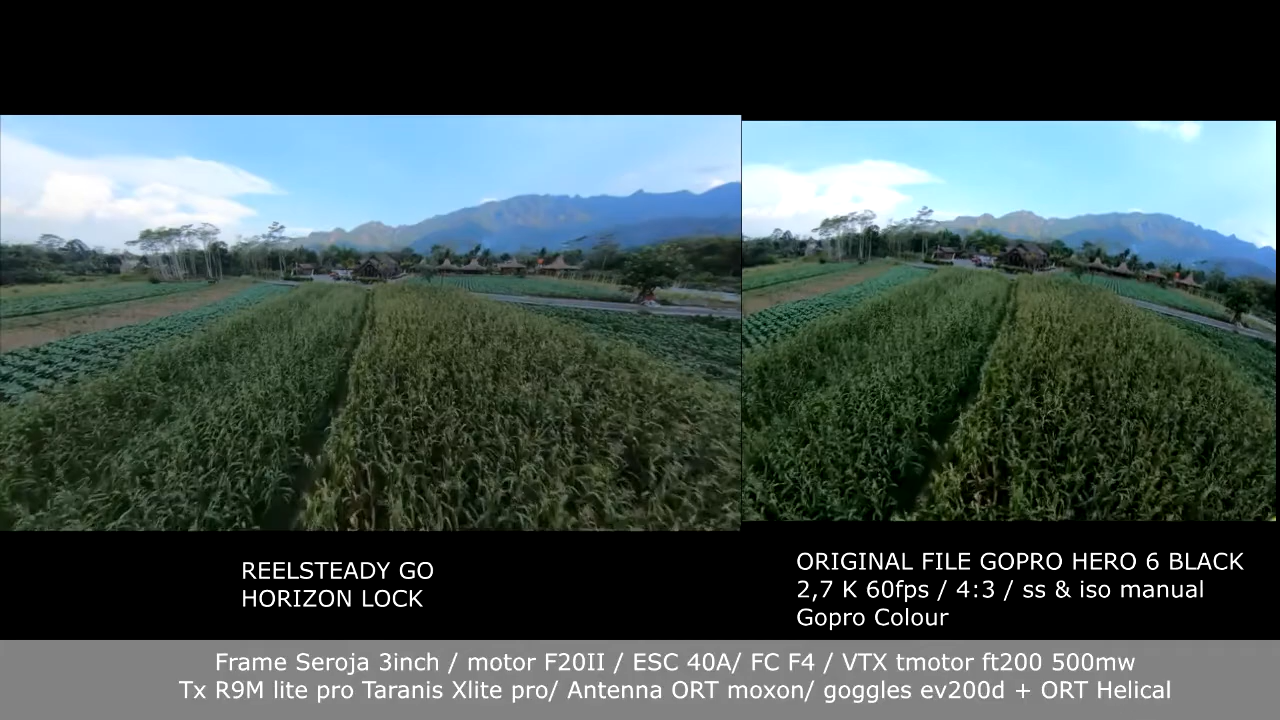 REELSTEADY GO
HORIZON LOCK
ORIGINAL FILE GOPRO HERO 6 BLACK
2,7 K 60fps / 4:3 / ss & iso manual
Gopro Colour
Frame Seroja 3inch / motor F20II / ESC 40A/ FC F4 / VTX tmotor ft200 500mw
Tx R9M lite pro Taranis Xlite pro/ Antenna ORT moxon/ goggles ev200d + ORT Helical